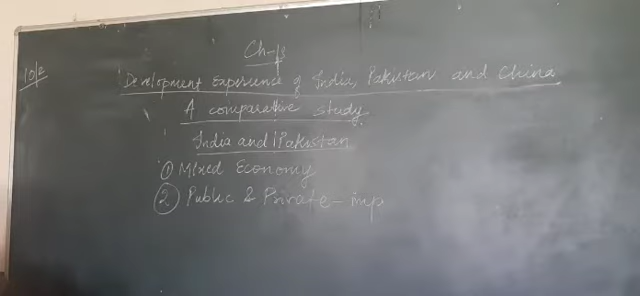 Ch-13
10/2
Development experience of India, Pakistan and China
A comparative study
India and Pakistan
① Mixed Economy
② Public & Private - imp